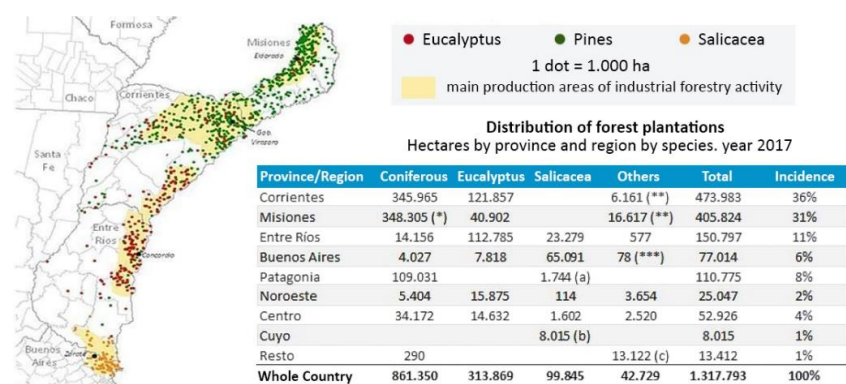 Formosa
Misiones
Eldorado
Chaco
Corrientes
Gob.
Virasoro
Santa
Fe
Entre
Ríos
Concordia
Buenos
Aires
Zárate
Eucalyptus Pines Salicacea
1 dot = 1.000 ha
main production areas of industrial forestry activity
Distribution of forest plantations
Hectares by province and region by species. year 2017
Province/Region Coniferous Eucalyptus Salicacea Others Total Incidence
Corrientes 345.965 121.857 6.161 (**) 473.983 36%
Misiones 348.305 (*) 40.902 16.617 (**) 405.824 31%
Entre Ríos 14.156 112.785 23.279 577 150.797 11%
Buenos Aires 4.027 7.818 65.091 78 (***) 77.014 6%
Patagonia 109.031 1.744 (a) 110.775 8%
Noroeste 5.404 15.875 114 3.654 25.047 2%
Centro 34.172 14.632 1.602 2.520 52.926 4%
Cuyo 8.015 (b) 8.015 1%
Resto 290 13.122 (c) 13.412 1%
Whole Country 861.350 313.869 99.845 42.729 1.317.793 100%